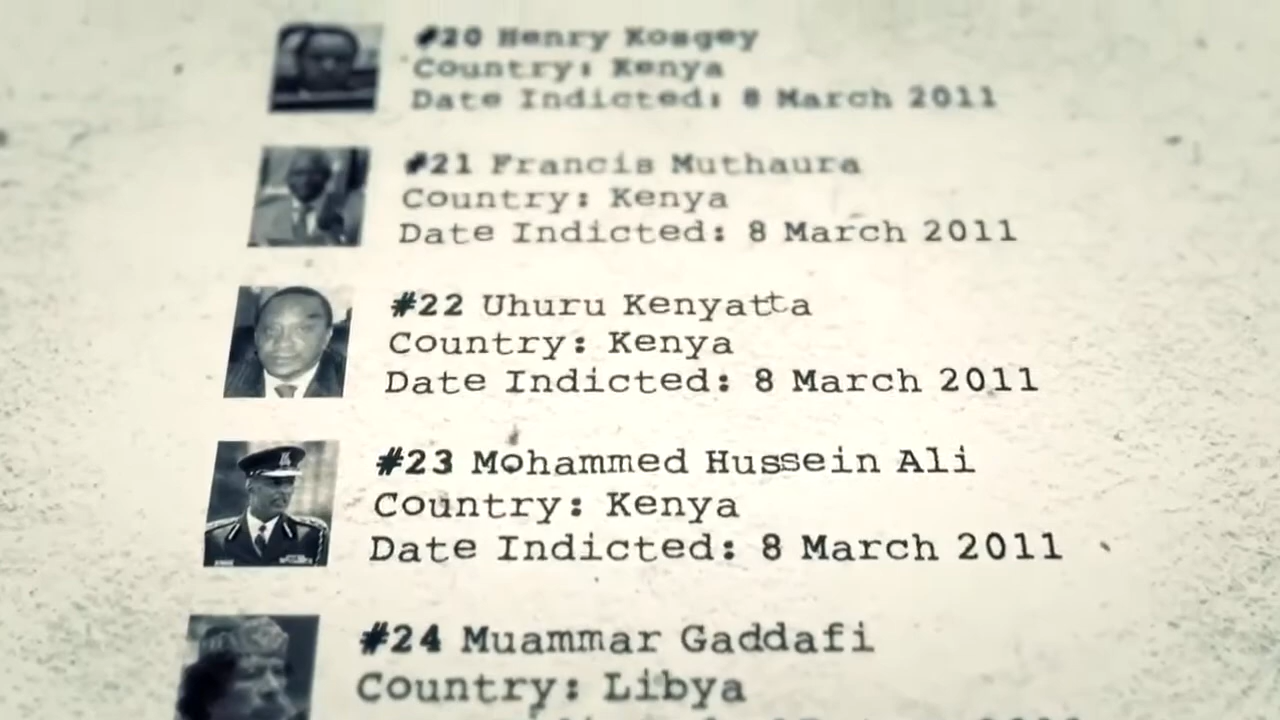 #20 Henry Kosgey
Country: Kenya
Date Indicted: 8 March 2011
#21 Francis Muthaura
Country: Kenya
Date Indicted: 8 March 2011
#22 Uhuru Kenyatta
Country: Kenya
Date Indicted: 8 March 2011
#23 Mohammed Hussein Ali
Country: Kenya
Date Indicted: 8 March 2011
#24 Muammar Gaddafi
Country: Libya